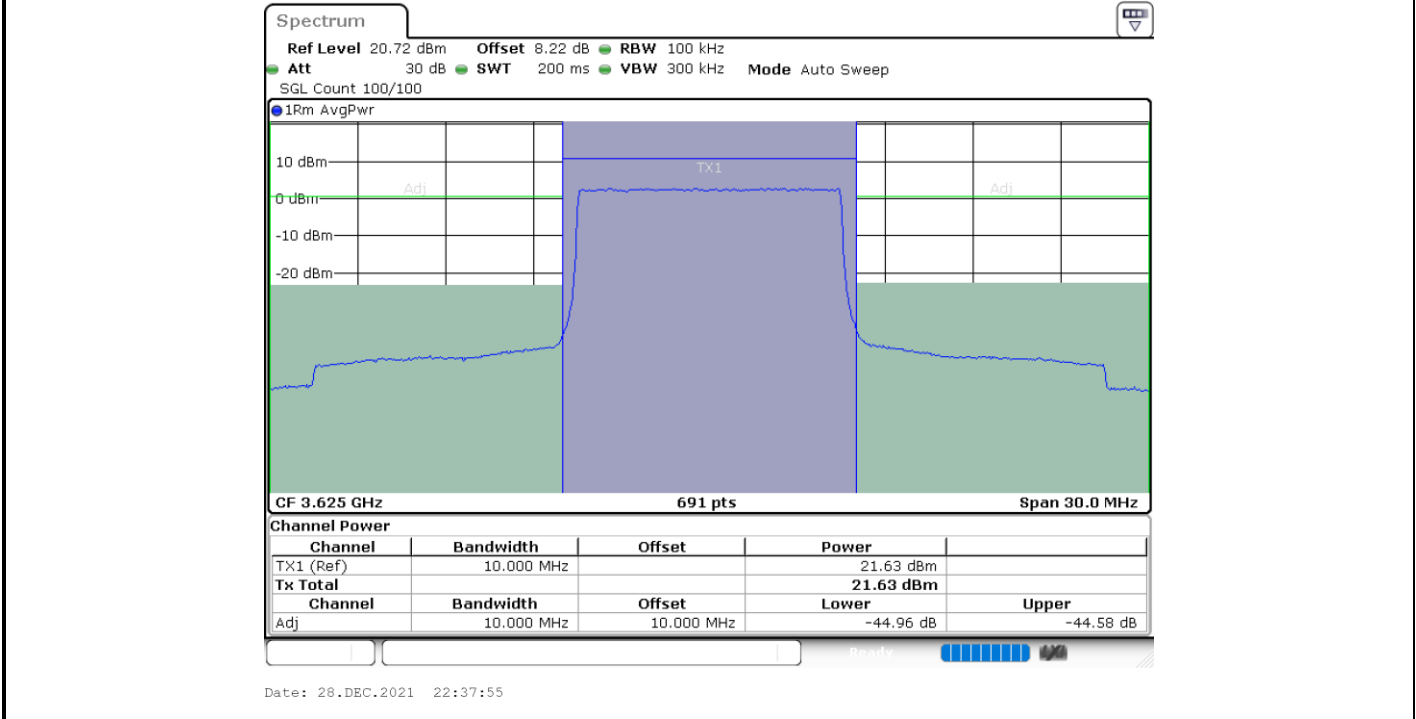 Spectrum
Ref Level 20.72 dBm Offset 8.22 dB RBW 100 kHz
Att 30 dB SWT 200 ms VBW 300 kHz Mode Auto Sweep
SGL Count 100/100
1Rm AvgPwr
10 dBm
TX1
Adj Adj
0 dBm
-10 dBm
-20 dBm
CF 3.625 GHz 691 pts Span 30.0 MHz
Channel Power
Channel Bandwidth Offset Power
TX1 (Ref) 10.000 MHz 21.63 dBm
Tx Total 21.63 dBm
Channel Bandwidth Offset Lower Upper
Adj 10.000 MHz 10.000 MHz -44.96 dB -44.58 dB
Ready
Date: 28.DEC.2021 22:37:55